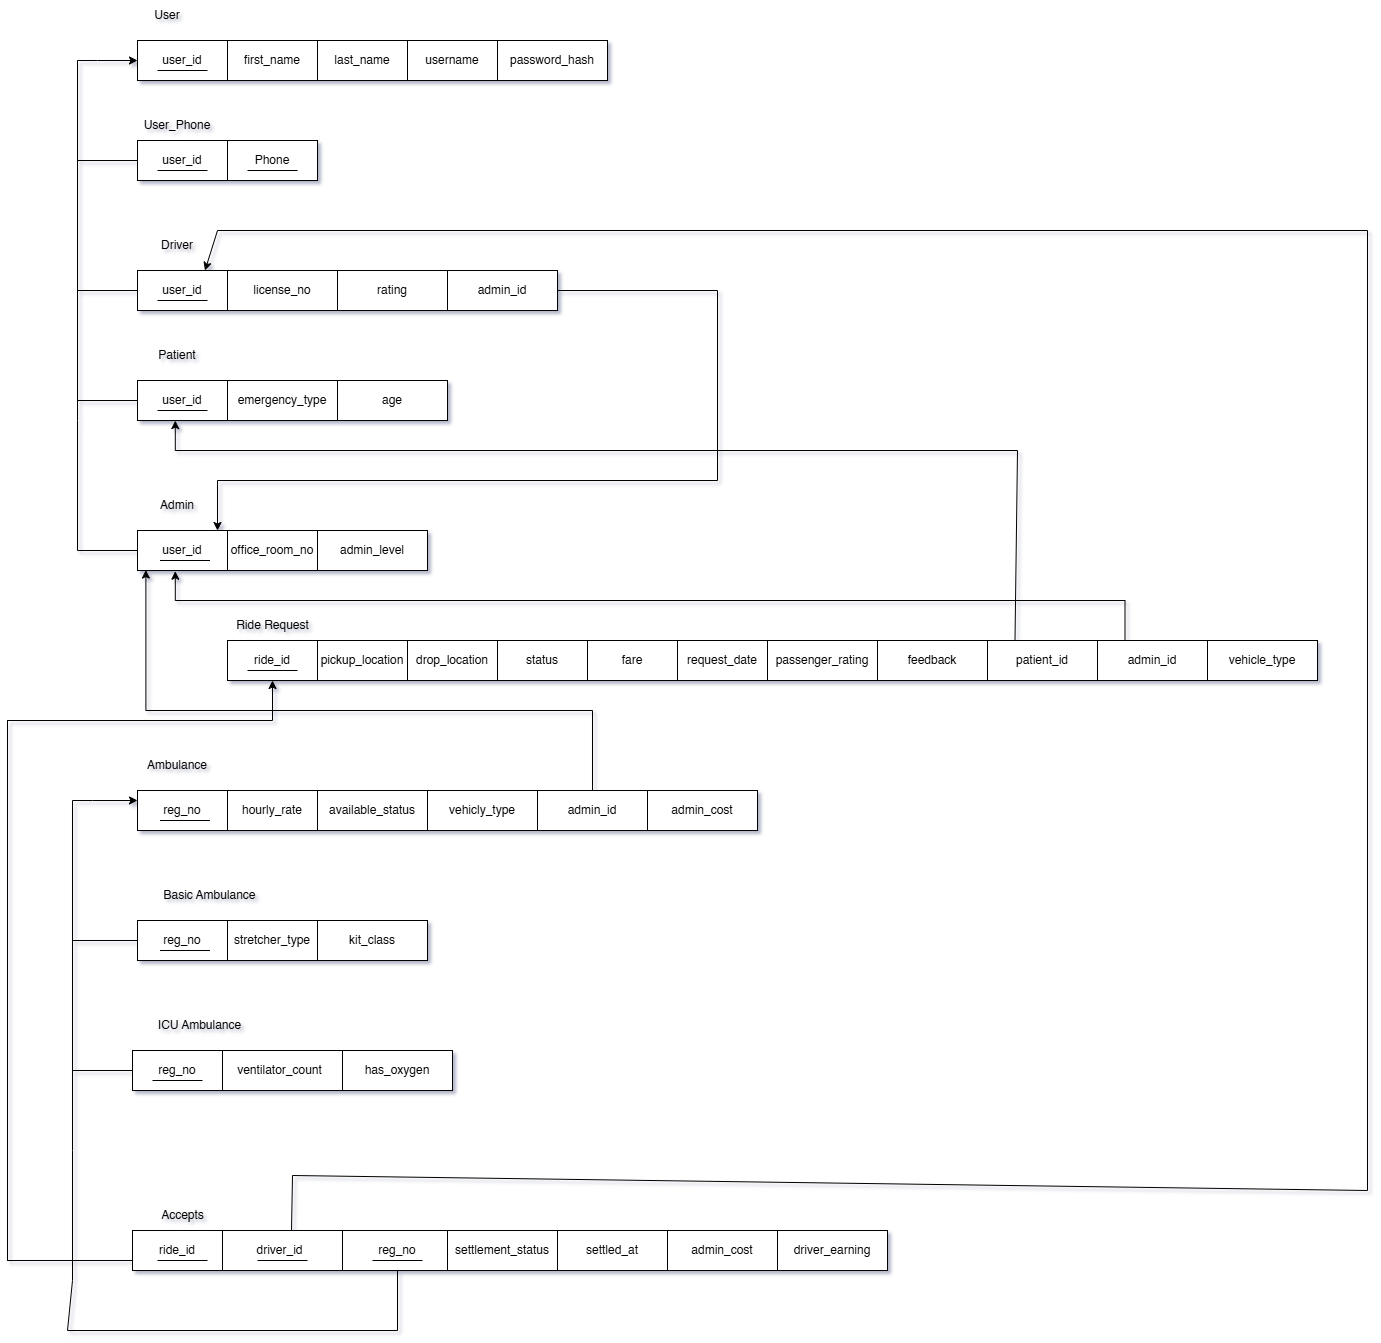 User
user_id first_name last_name username password_hash
User_Phone
user_id Phone
Driver
user_id license_no rating admin_id
Patient
user_id emergency_type age
Admin
user_id office_room_no admin_level
Ride Request
ride_id pickup_location drop_location status fare request_date passenger_rating feedback patient_id admin_id vehicle_type
Ambulance
reg_no hourly_rate available_status vehicly_type admin_id admin_cost
Basic Ambulance
reg_no stretcher_type kit_class
ICU Ambulance
reg_no ventilator_count has_oxygen
Accepts
ride_id driver_id reg_no settlement_status settled_at admin_cost driver_earning